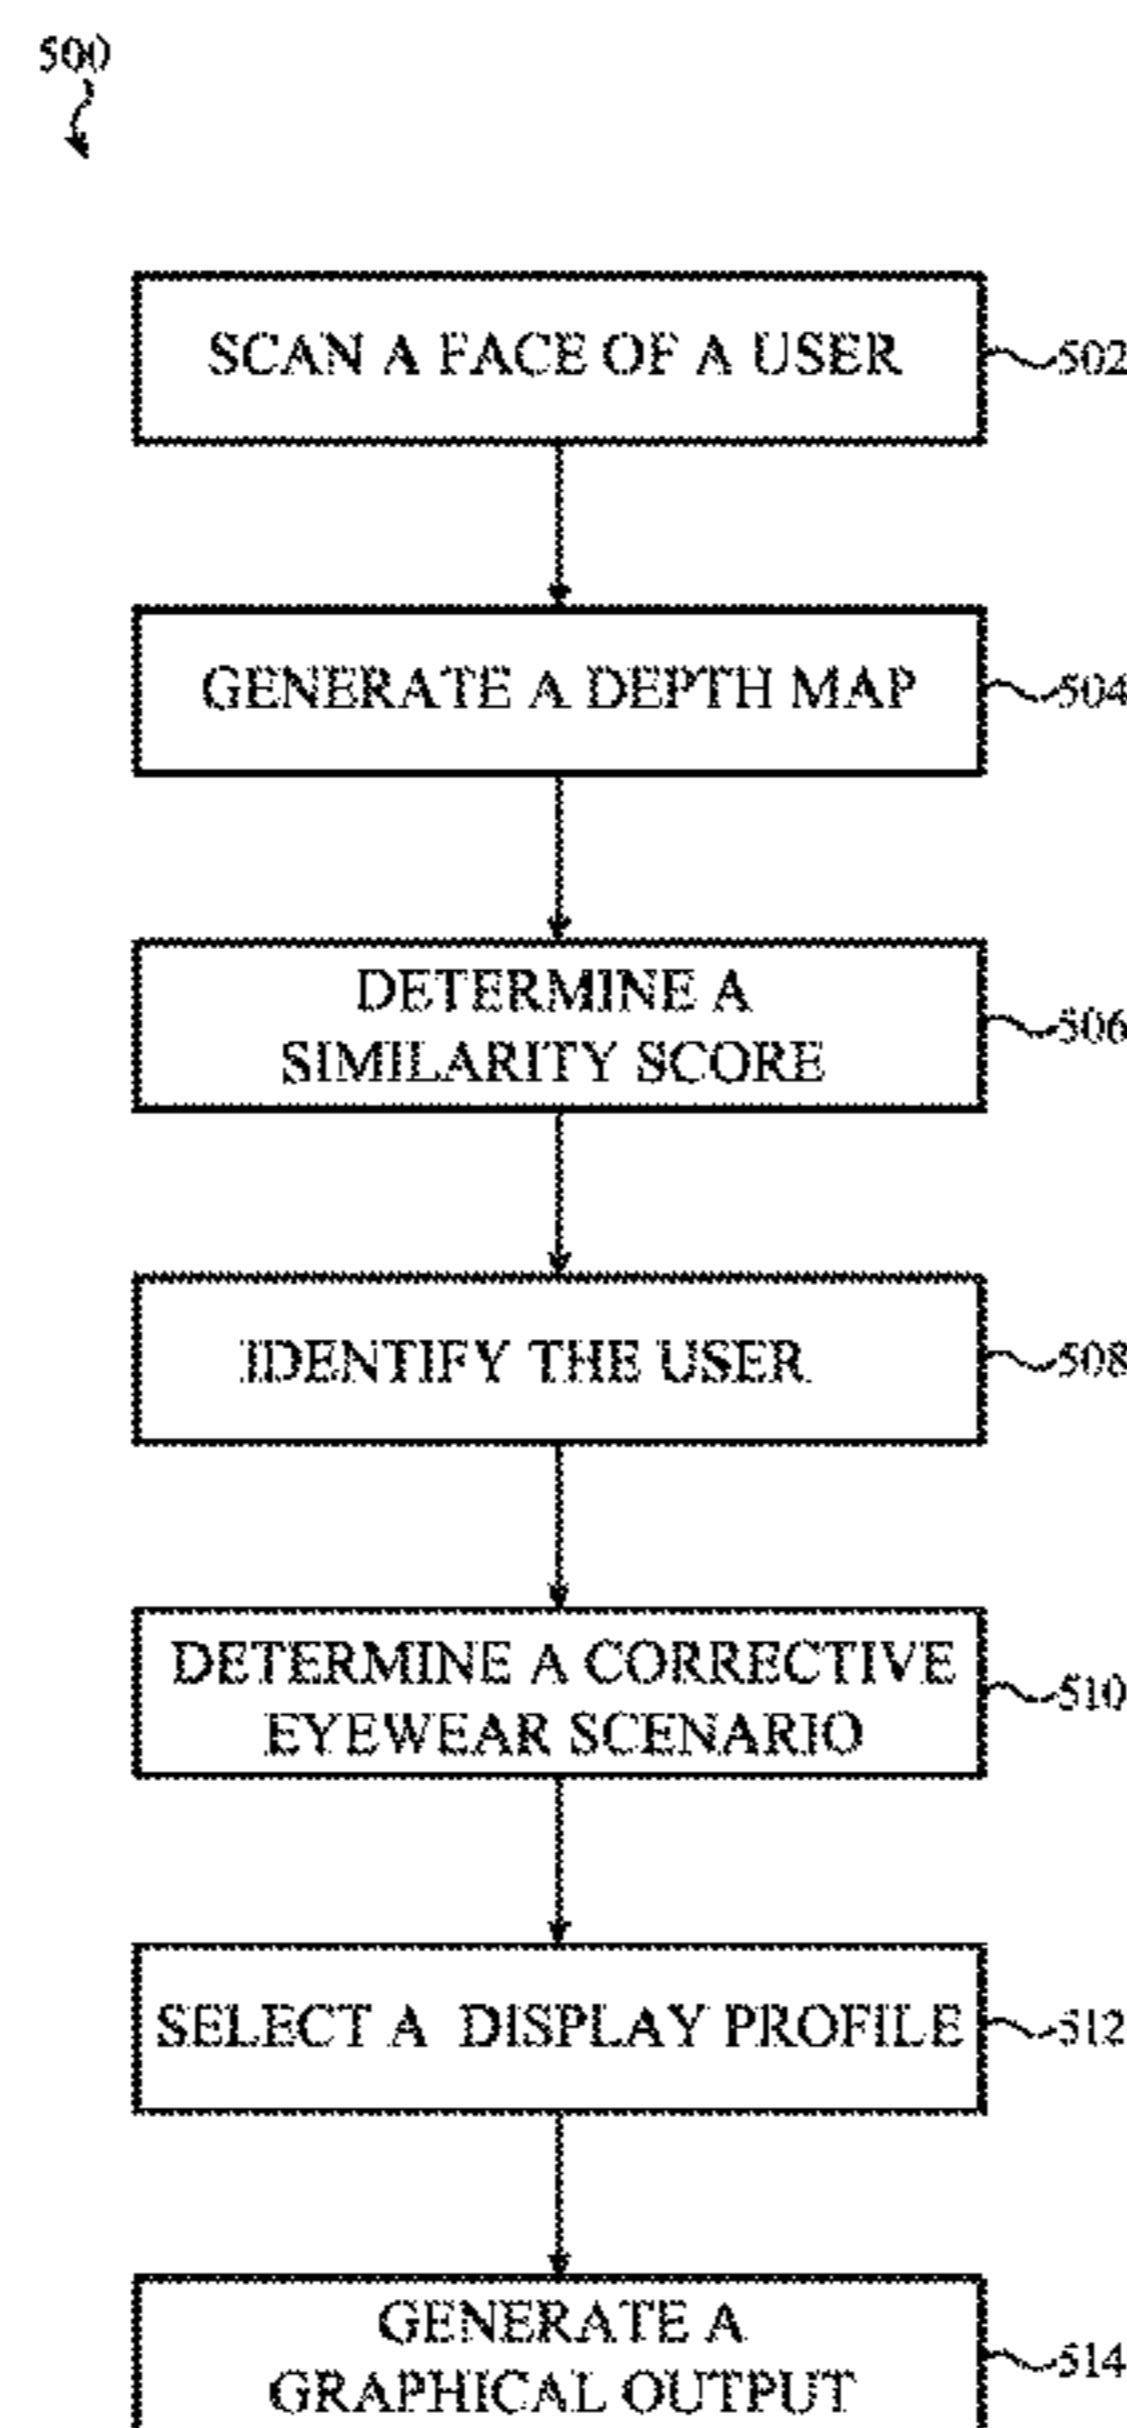 500
SCAN A FACE OF A USER
502
GENERATE A DEPTH MAP
504
DETERMINE A
SIMILARITY SCORE
506
IDENTIFY THE USER
508
DETERMINE A CORRECTIVE
EYEWEAR SCENARIO
510
SELECT A DISPLAY PROFILE
512
GENERATE A
GRAPHICAL OUTPUT
514